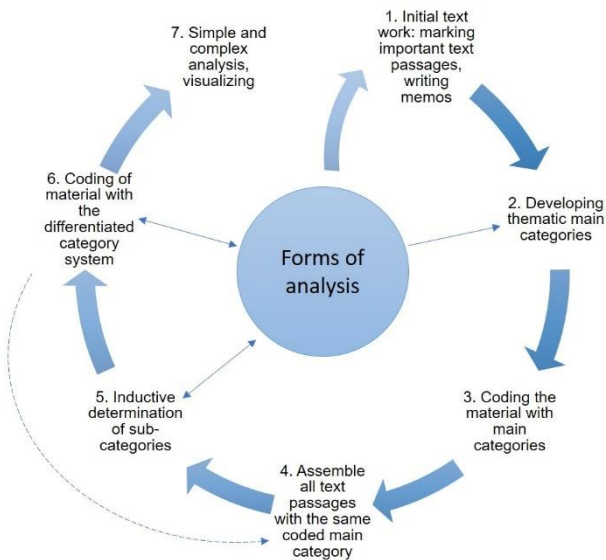 1. Initial text
work: marking
important text
passages,
writing memos
2. Developing
thematic main
categories
3. Coding the
material with
main
categories
4. Assemble
all text
passages
with the same
coded main
category
5. Inductive
determination
of sub-
categories
6. Coding of
material with
the
differentiated
category
system
7. Simple and
complex
analysis,
visualizing
Forms of
analysis